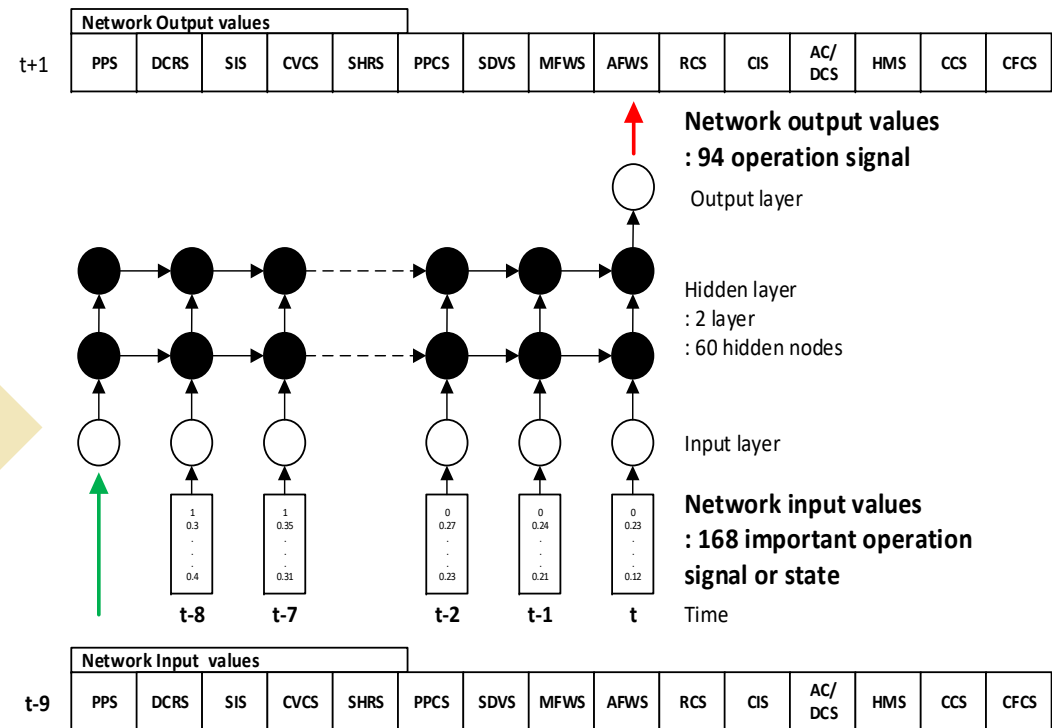 Network Output values
t+1 PPS DCRS SIS CVCS SHRS PPCS SDVS MFWS AFWS RCS CIS AC/ DCS HMS CCS CFCS
Network output values
: 94 operation signal
Output layer
Hidden layer
: 2 layer
: 60 hidden nodes
Input layer
Network input values
: 168 important operation
signal or state
1 1 0 0 0
0.3 0.35 0.27 0.24 0.23
. . . . .
. . . . .
. . . . .
0.4 0.31 0.23 0.21 0.12
t-8 t-7 t-2 t-1 t Time
Network Input values
t-9 PPS DCRS SIS CVCS SHRS PPCS SDVS MFWS AFWS RCS CIS AC/ DCS HMS CCS CFCS